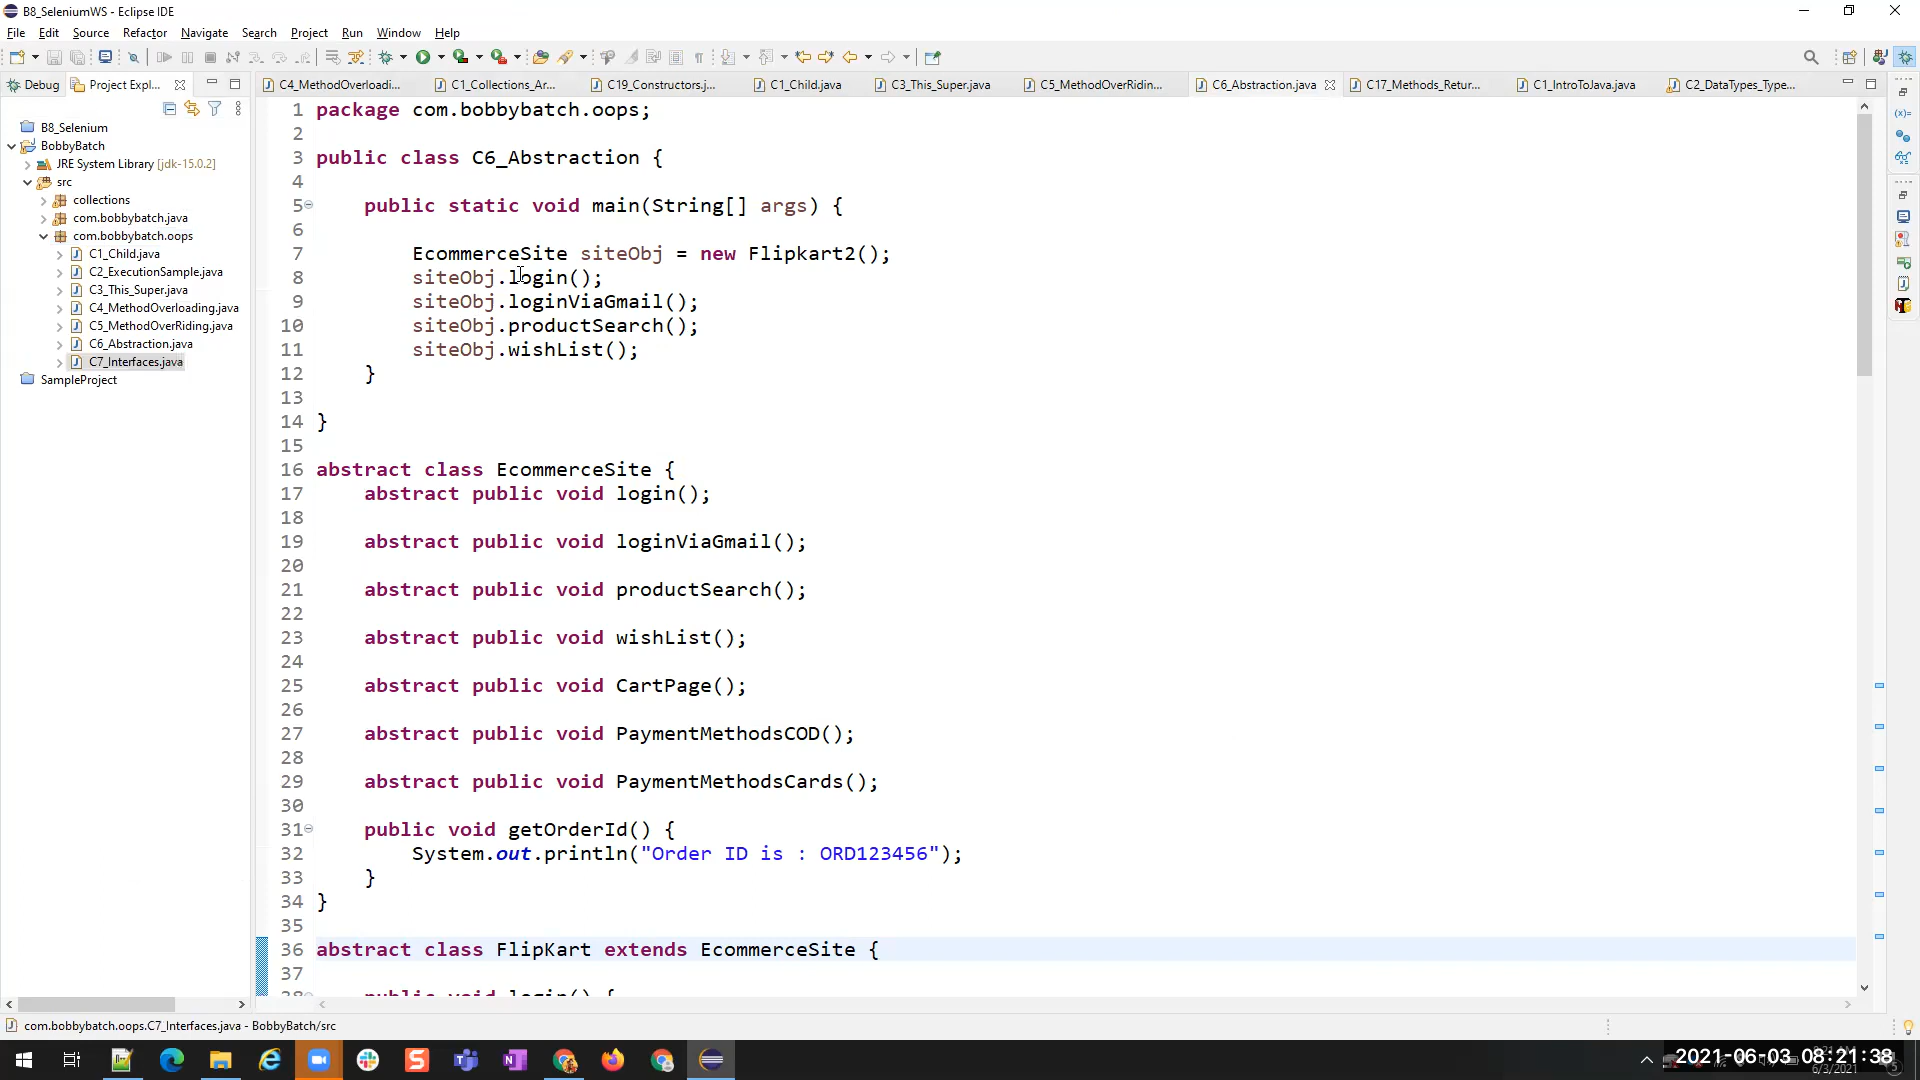 B8_SeleniumWS - Eclipse IDE
File Edit Source Refactor Navigate Search Project Run Window Help
Debug Project Expl... C4_MethodOverloadi... C1_Collections_Ar... C19_Constructors.j... C1_Child.java C3_This_Super.java C5_MethodOverRidin... C6_Abstraction.java C17_Methods_Retur... C1_IntroToJava.java C2_DataTypes_Type...
B8_Selenium
BobbyBatch
JRE System Library [jdk-15.0.2]
src
collections
com.bobbybatch.java
com.bobbybatch.oops
C1_Child.java
C2_ExecutionSample.java
C3_This_Super.java
C4_MethodOverloading.java
C5_MethodOverRiding.java
C6_Abstraction.java
C7_Interfaces.java
SampleProject
1 package com.bobbybatch.oops;
2
3 public class C6_Abstraction {
4
5 public static void main(String[] args) {
6
7 EcommerceSite siteObj = new Flipkart2();
8 siteObj.login();
9 siteObj.loginViaGmail();
10 siteObj.productSearch();
11 siteObj.wishList();
12 }
13
14 }
15
16 abstract class EcommerceSite {
17 abstract public void login();
18
19 abstract public void loginViaGmail();
20
21 abstract public void productSearch();
22
23 abstract public void wishList();
24
25 abstract public void CartPage();
26
27 abstract public void PaymentMethodsCOD();
28
29 abstract public void PaymentMethodsCards();
30
31 public void getOrderId() {
32 System.out.println("Order ID is : ORD123456");
33 }
34 }
35
36 abstract class FlipKart extends EcommerceSite {
37
38 public void login() {
com.bobbybatch.oops.C7_Interfaces.java - BobbyBatch/src
2021-06-03 08:21:38
6/3/2021